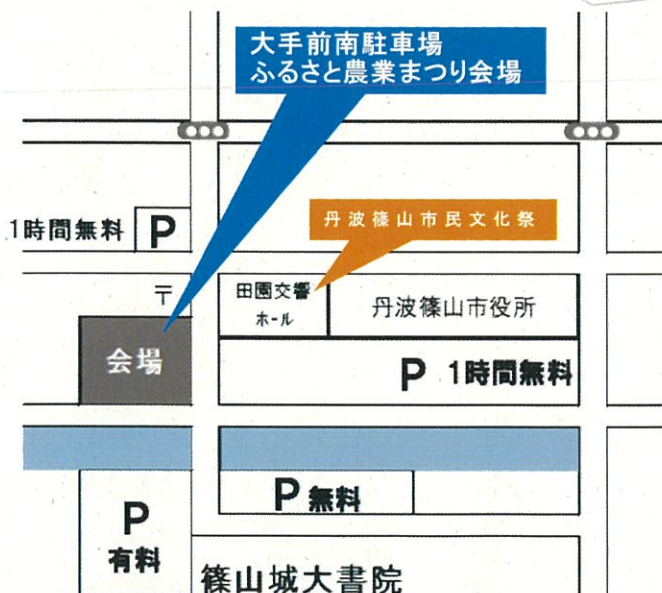 大手前南駐車場
ふるさと農業まつり会場
丹波篠山市民文化祭
1時間無料 P
〒
田園交響
ホール
丹波篠山市役所
会場
P 1時間無料
P 無料
P
有料
篠山城大書院